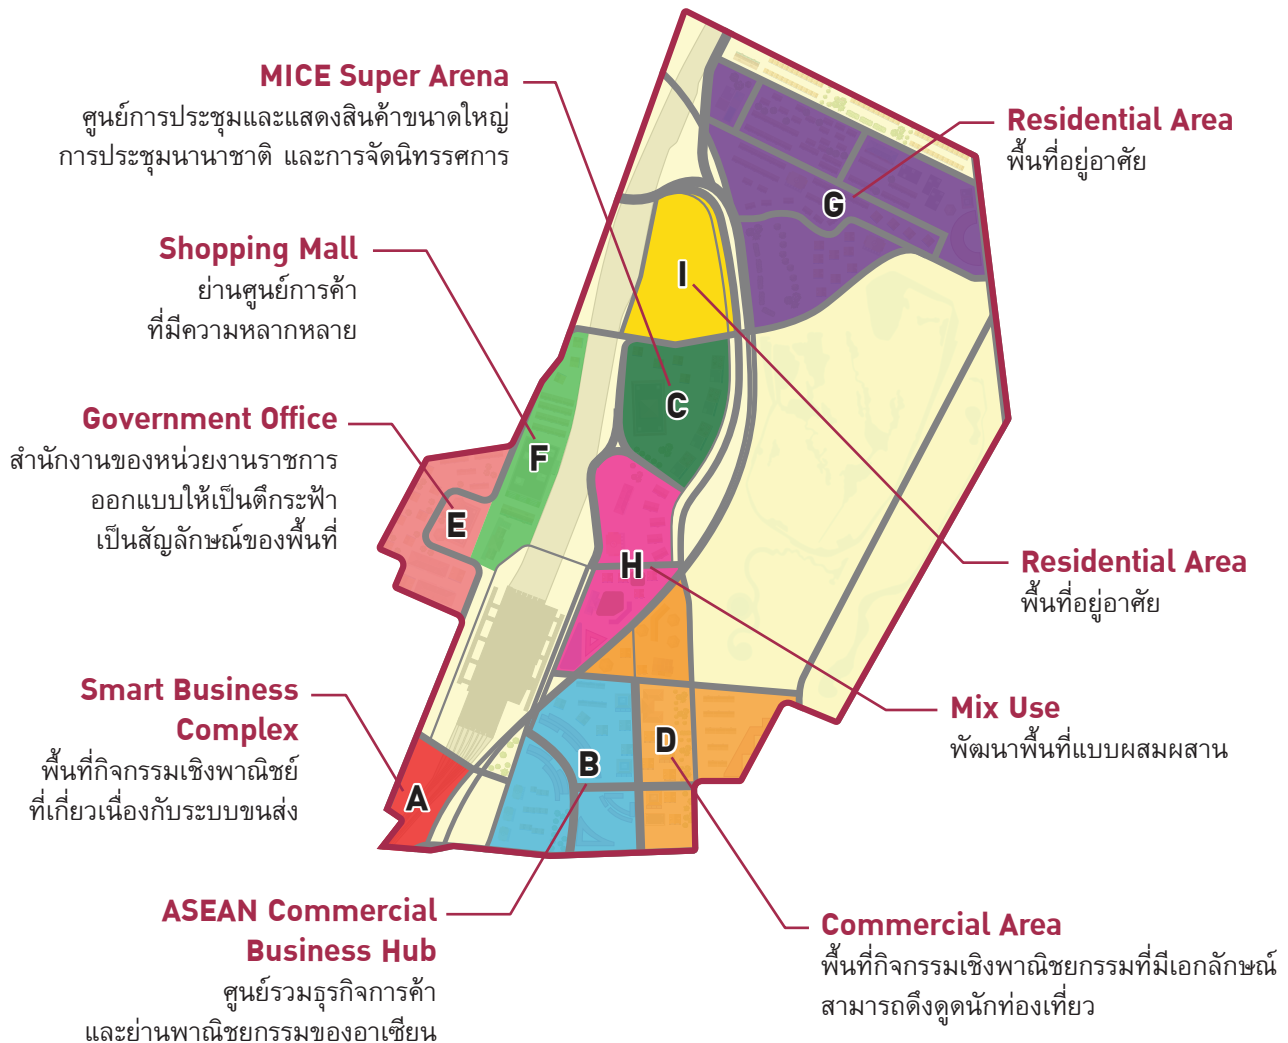 MICE Super Arena
ศูนย์การประชุมและแสดงสินค้าขนาดใหญ่
การประชุมนานาชาติ และการจัดนิทรรศการ
Residential Area
พื้นที่อยู่อาศัย
G
Shopping Mall
ย่านศูนย์การค้า
ที่มีความหลากหลาย
I
C
Government Office
สำนักงานของหน่วยงานราชการ
ออกแบบให้เป็นตึกระฟ้า
เป็นสัญลักษณ์ของพื้นที่
F
E
H
Residential Area
พื้นที่อยู่อาศัย
Smart Business
Complex
พื้นที่กิจกรรมเชิงพาณิชย์
ที่เกี่ยวเนื่องกับระบบขนส่ง
Mix Use
พัฒนาพื้นที่แบบผสมผสาน
D
B
A
ASEAN Commercial
Business Hub
ศูนย์รวมธุรกิจการค้า
และย่านพาณิชยกรรมของอาเซียน
Commercial Area
พื้นที่กิจกรรมเชิงพาณิชยกรรมที่มีเอกลักษณ์
สามารถดึงดูดนักท่องเที่ยว